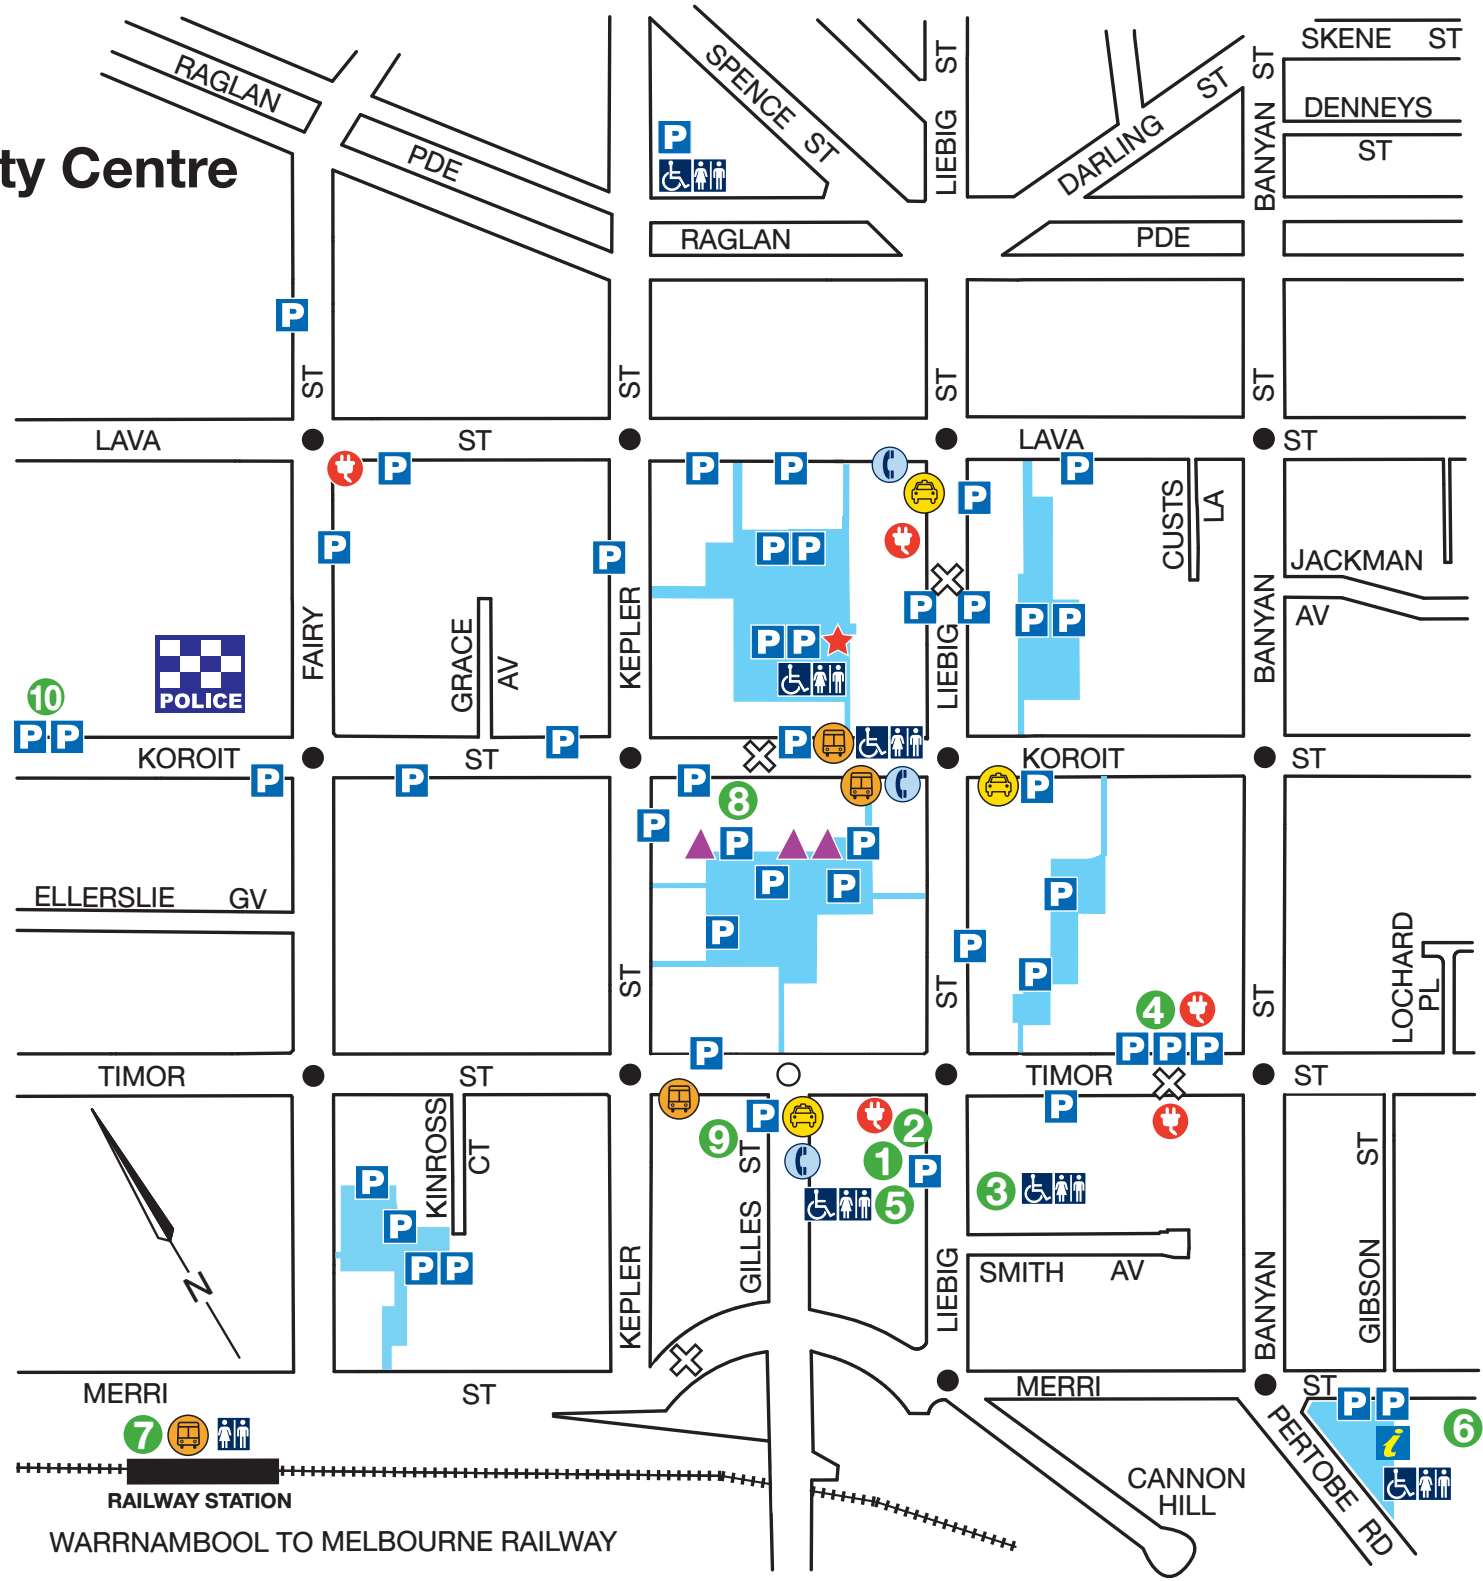 SKENE ST
RAGLAN
SPENCE ST
LIEBIG ST
DARLING ST
BANYAN ST
DENNEYS
ST
ty Centre
PDE
P
RAGLAN
PDE
P
ST
ST
ST
ST
LAVA ST
LAVA
ST
P
P
P
P
P
P
CUSTS
LA
P
P
P P
JACKMAN
AV
FAIRY
GRACE
AV
KEPLER
P
P
P P
LIEBIG
BANYAN
P P
POLICE
10
P P
P
P
KOROIT ST
KOROIT
ST
P
P
P
P
8
P
P
P
P
P
P
ELLERSLIE GV
P
P
ST
P
ST
P
ST
LOCHARD
PL
4
P P P
P
TIMOR ST
TIMOR
ST
KINROSS
CT
P
2
P
9
1
P
ST
ST
P
3
5
P
P P
GILLES
KEPLER
LIEBIG
SMITH AV
BANYAN
GIBSON
N
MERRI ST
MERRI
ST
P P
7
6
i
PERTOBE RD
CANNON
HILL
RAILWAY STATION
WARRNAMBOOL TO MELBOURNE RAILWAY